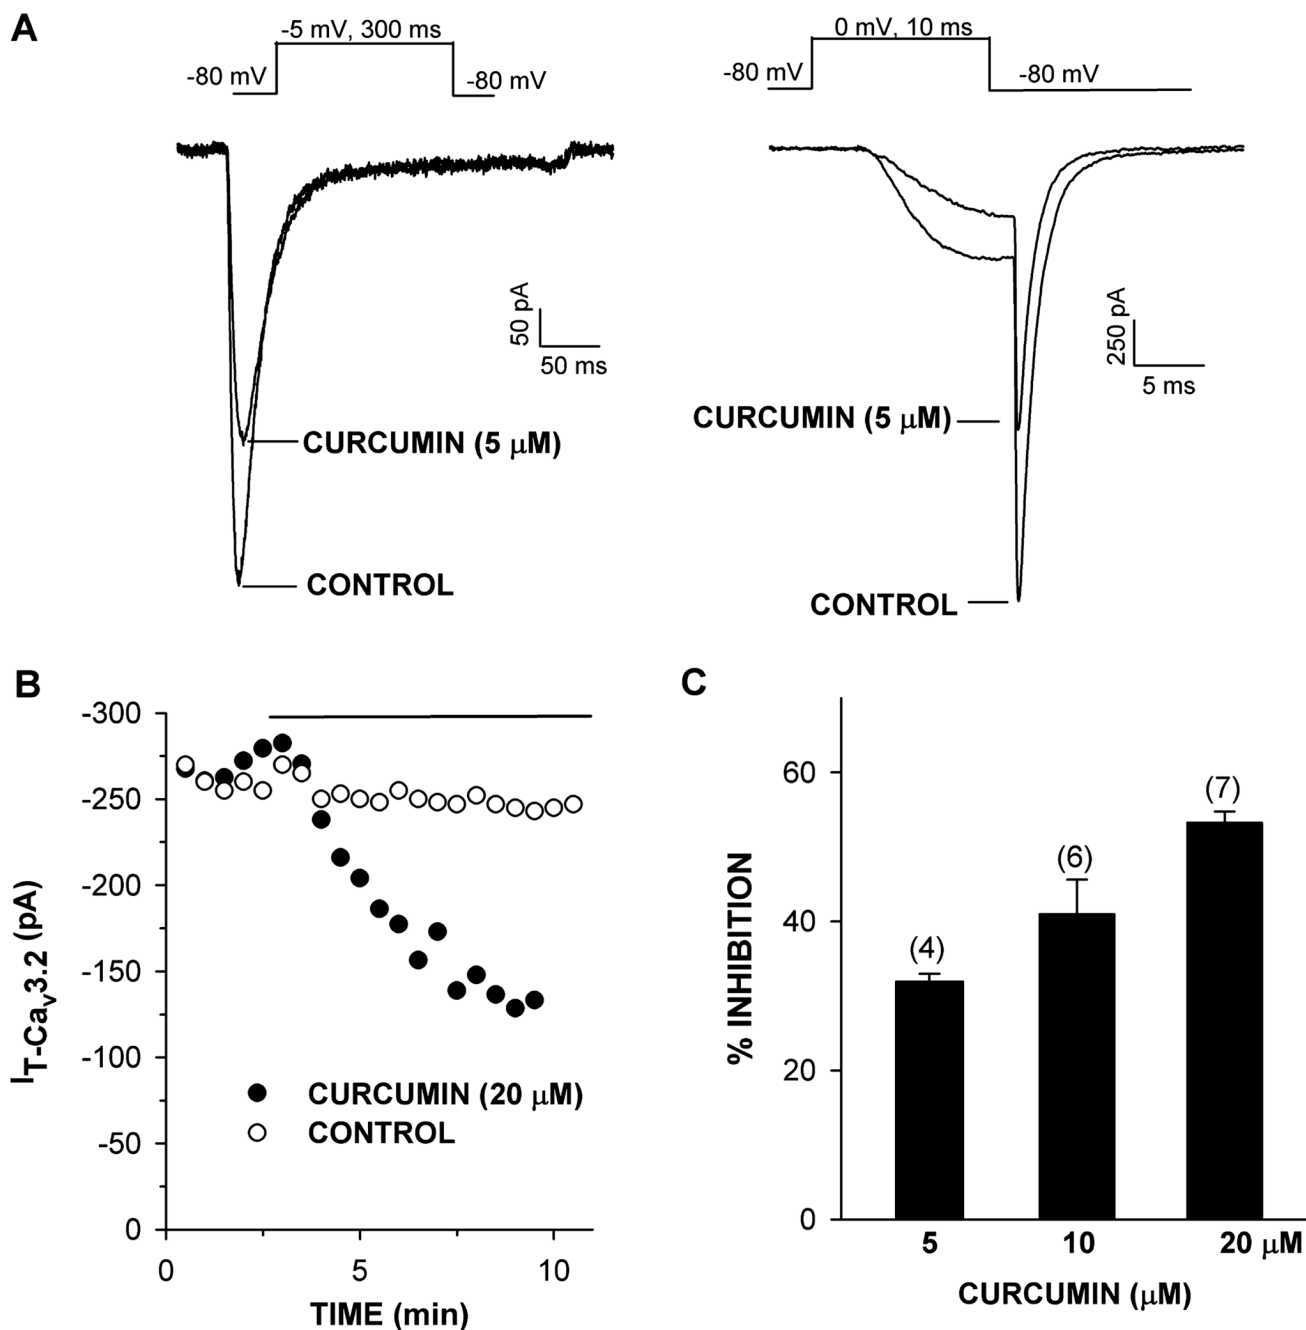 A
-5 mV, 300 ms
-80 mV
-80 mV
50 pA
50 ms
CURCUMIN (5 μM)
CONTROL
0 mV, 10 ms
-80 mV
-80 mV
250 pA
5 ms
CURCUMIN (5 μM)
CONTROL
B
-300
-250
-200
-150
-100
-50
0
I_T-Ca_v3.2 (pA)
CURCUMIN (20 μM)
CONTROL
0
5
10
TIME (min)
C
60
40
20
0
% INHIBITION
(4)
(6)
(7)
5
10
20 μM
CURCUMIN (μM)